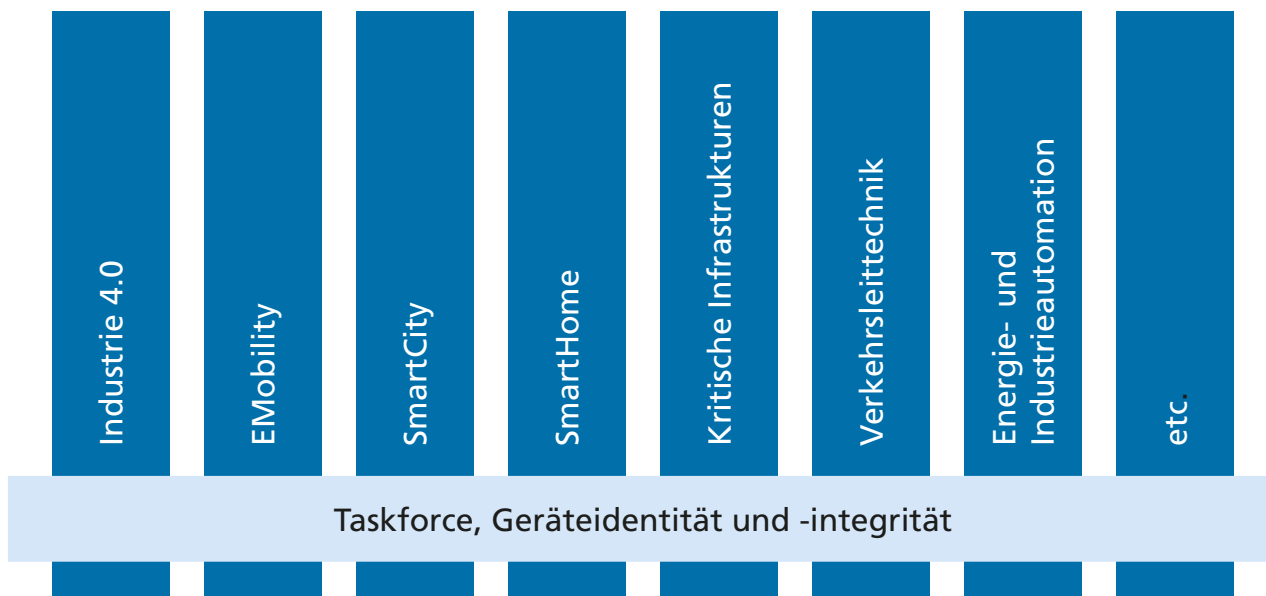 Industrie 4.0
EMobility
SmartCity
SmartHome
Kritische Infrastrukturen
Verkehrsleittechnik
Energie- und
Industrieautomation
etc.
Taskforce, Geräteidentität und -integrität